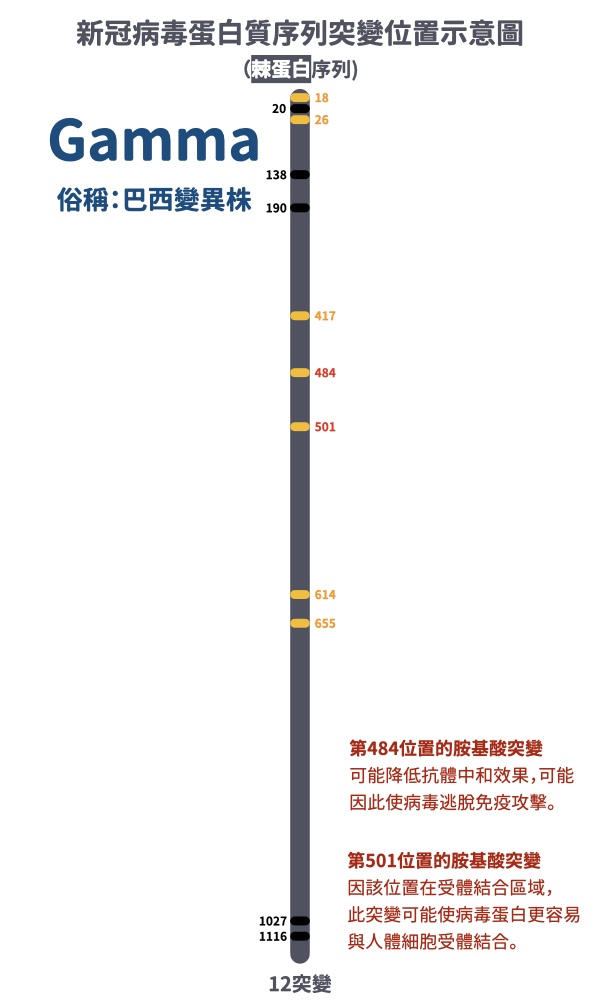 新冠病毒蛋白質序列突變位置示意圖
(棘蛋白序列)
18
20
26
Gamma
138
俗稱：巴西變異株
190
417
484
501
614
655
第484位置的胺基酸突變
可能降低抗體中和效果，可能
因此使病毒逃脫免疫攻擊。
第501位置的胺基酸突變
因該位置在受體結合區域，
此突變可能使病毒蛋白更容易
與人體細胞受體結合。
1027
1116
12突變